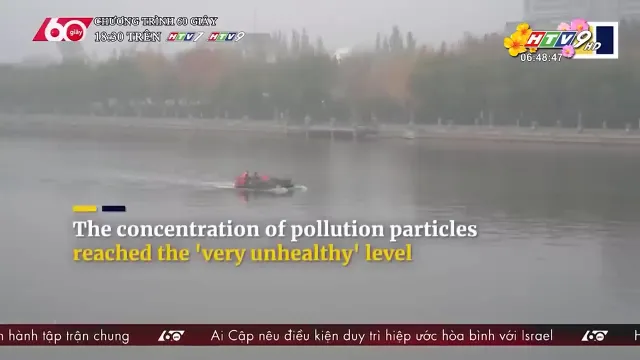 60 giây
CHƯƠNG TRÌNH 60 GIÂY
18:30 TRÊN HTV7 HTV9
HTV9 HD
06:48:47
The concentration of pollution particles
reached the 'very unhealthy' level
n hành tập trận chung 60 Ai Cập nêu điều kiện duy trì hiệp ước hòa bình với Israel 60